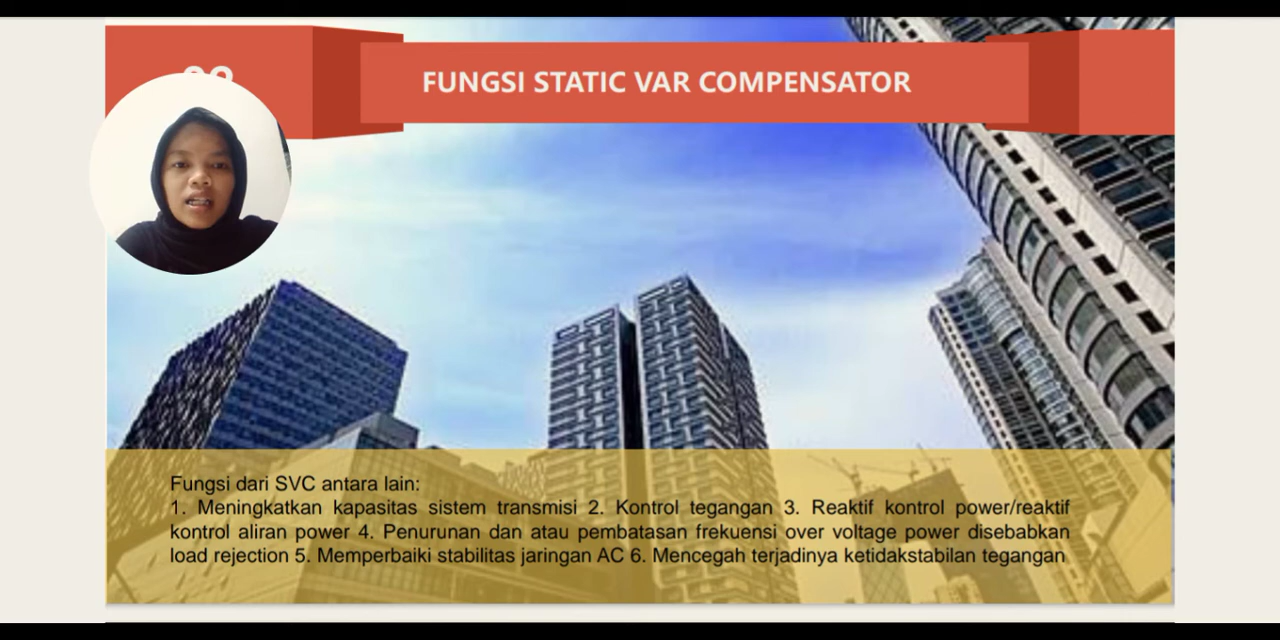 FUNGSI STATIC VAR COMPENSATOR
Fungsi dari SVC antara lain:
1. Meningkatkan kapasitas sistem transmisi 2. Kontrol tegangan 3. Reaktif kontrol power/reaktif
kontrol aliran power 4. Penurunan dan atau pembatasan frekuensi over voltage power disebabkan
load rejection 5. Memperbaiki stabilitas jaringan AC 6. Mencegah terjadinya ketidakstabilan tegangan